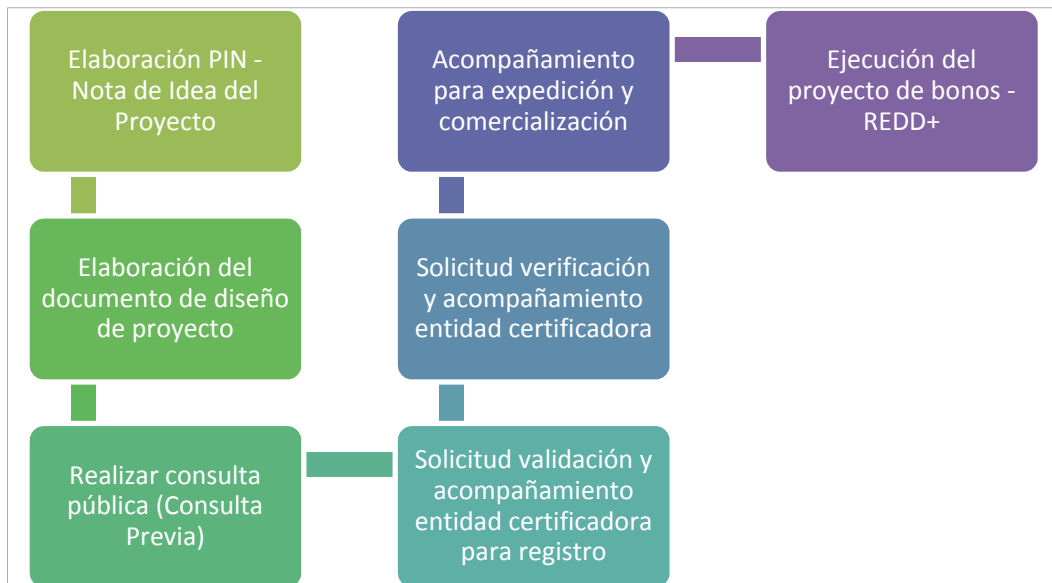 Elaboración PIN -
Nota de Idea del
Proyecto
Elaboración del
documento de diseño
de proyecto
Realizar consulta
pública (Consulta
Previa)
Solicitud validación y
acompañamiento
entidad certificadora
para registro
Solicitud verificación
y acompañamiento
entidad certificadora
Acompañamiento
para expedición y
comercialización
Ejecución del
proyecto de bonos -
REDD+